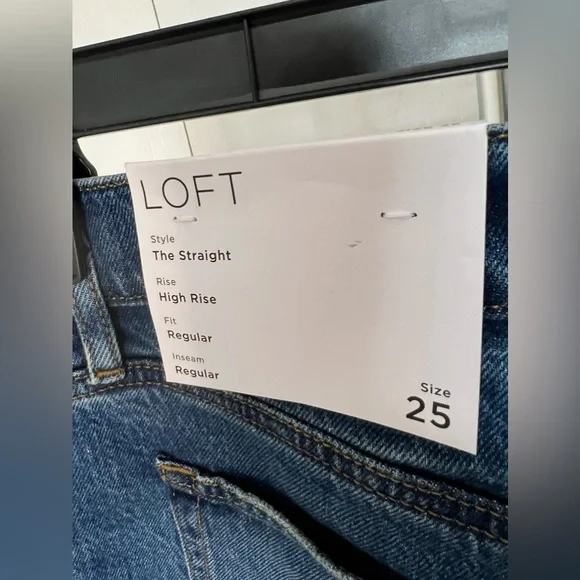 LOFT
Style
The Straight
Rise
High Rise
Fit
Regular
Inseam
Regular
Size
25